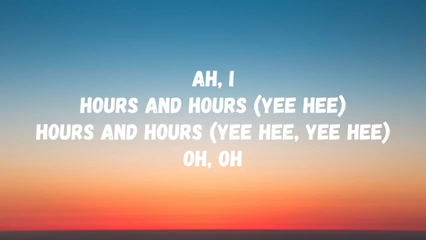 AH, I
HOURS AND HOURS (YEE HEE)
HOURS AND HOURS (YEE HEE, YEE HEE)
OH, OH